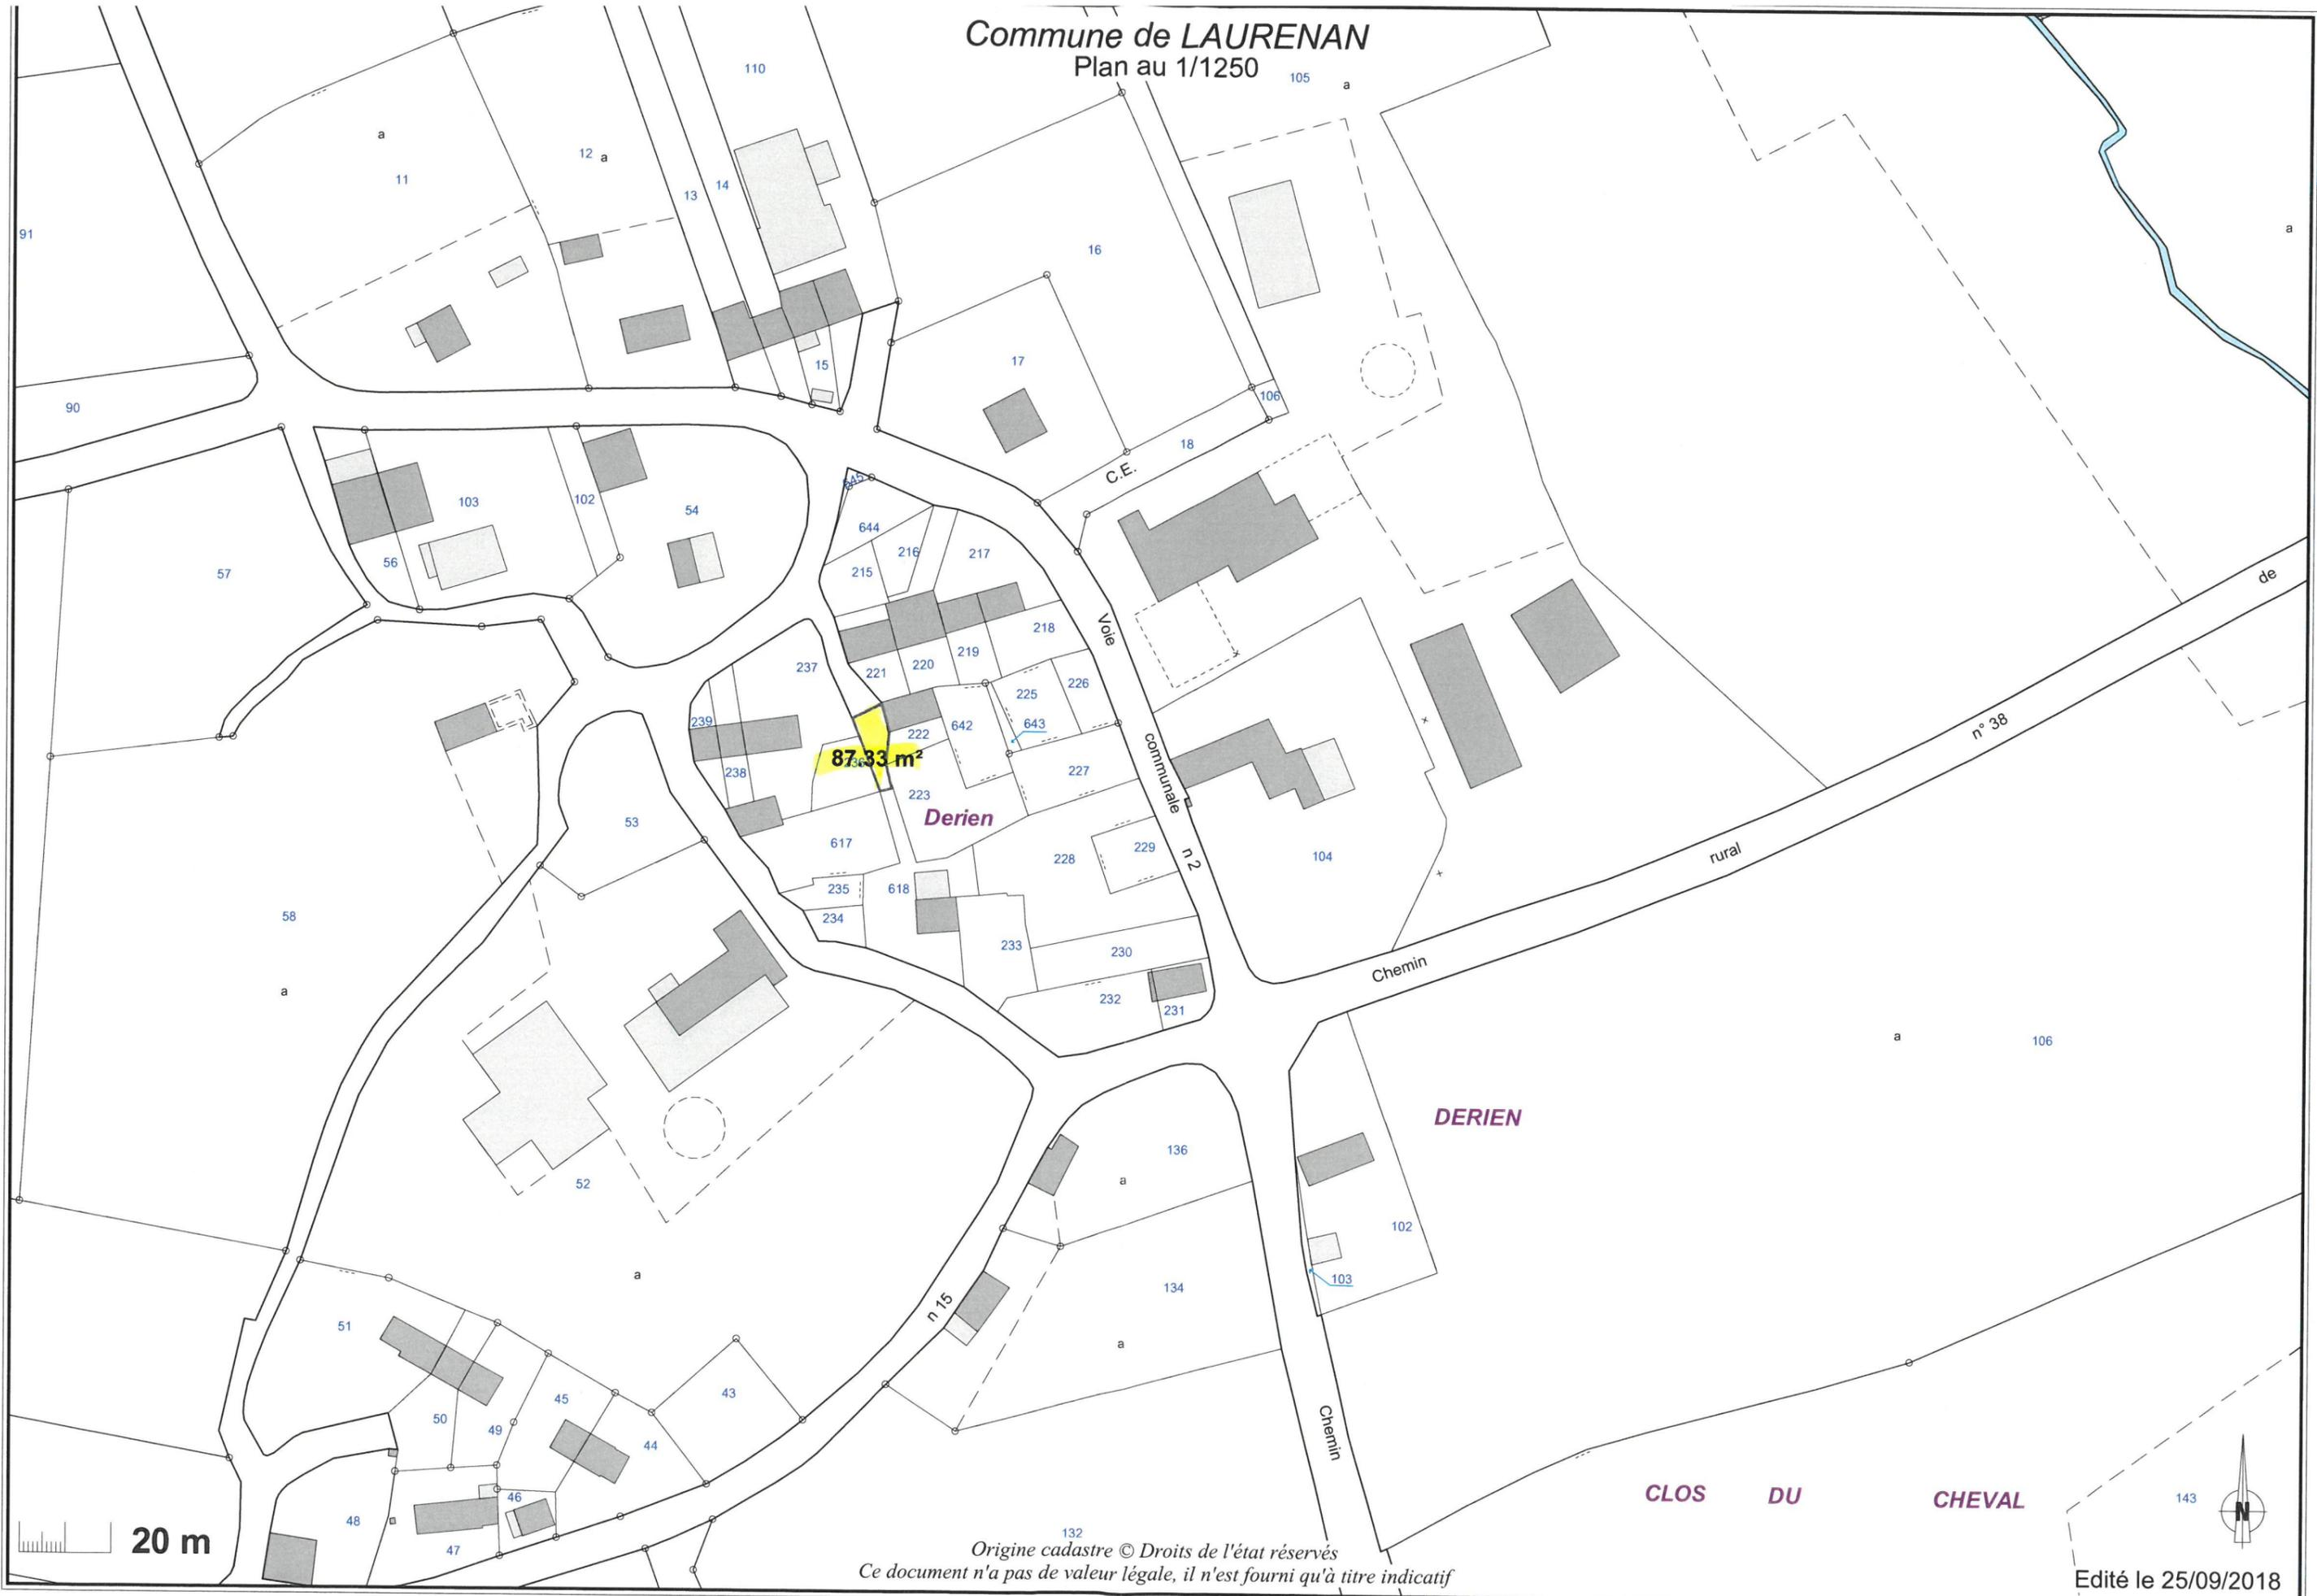 Commune de LAURENAN
Plan au 1/1250
110
105
a
a
12
a
11
14
13
91
a
16
15
17
106
90
18
C.E.
103
102
54
645
644
216
217
57
56
215
Voie
de
218
219
237
221
220
225
226
239
642
643
n° 38
222
87.33 m²
236
238
communale
227
223
Derien
53
617
n 2
228
229
104
rural
235
618
234
58
233
230
Chemin
a
232
231
a
106
DERIEN
136
a
52
102
a
103
134
n 15
51
a
43
45
50
49
44
Chemin
CLOS DU CHEVAL
143
46
48
N
20 m
47
132
Origine cadastre © Droits de l'état réservés
Ce document n'a pas de valeur légale, il n'est fourni qu'à titre indicatif
Edité le 25/09/2018